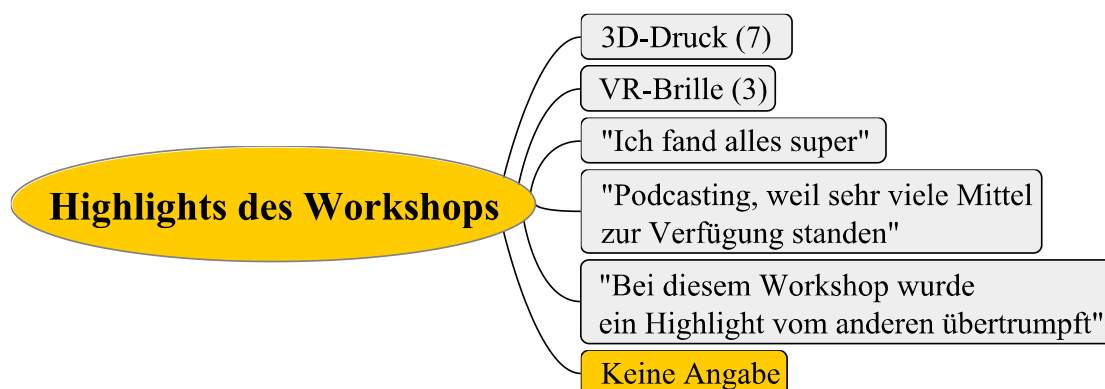 Highlights des Workshops
3D-Druck (7)
VR-Brille (3)
"Ich fand alles super"
"Podcasting, weil sehr viele Mittel
zur Verfügung standen"
"Bei diesem Workshop wurde
ein Highlight vom anderen übertrumpft"
Keine Angabe